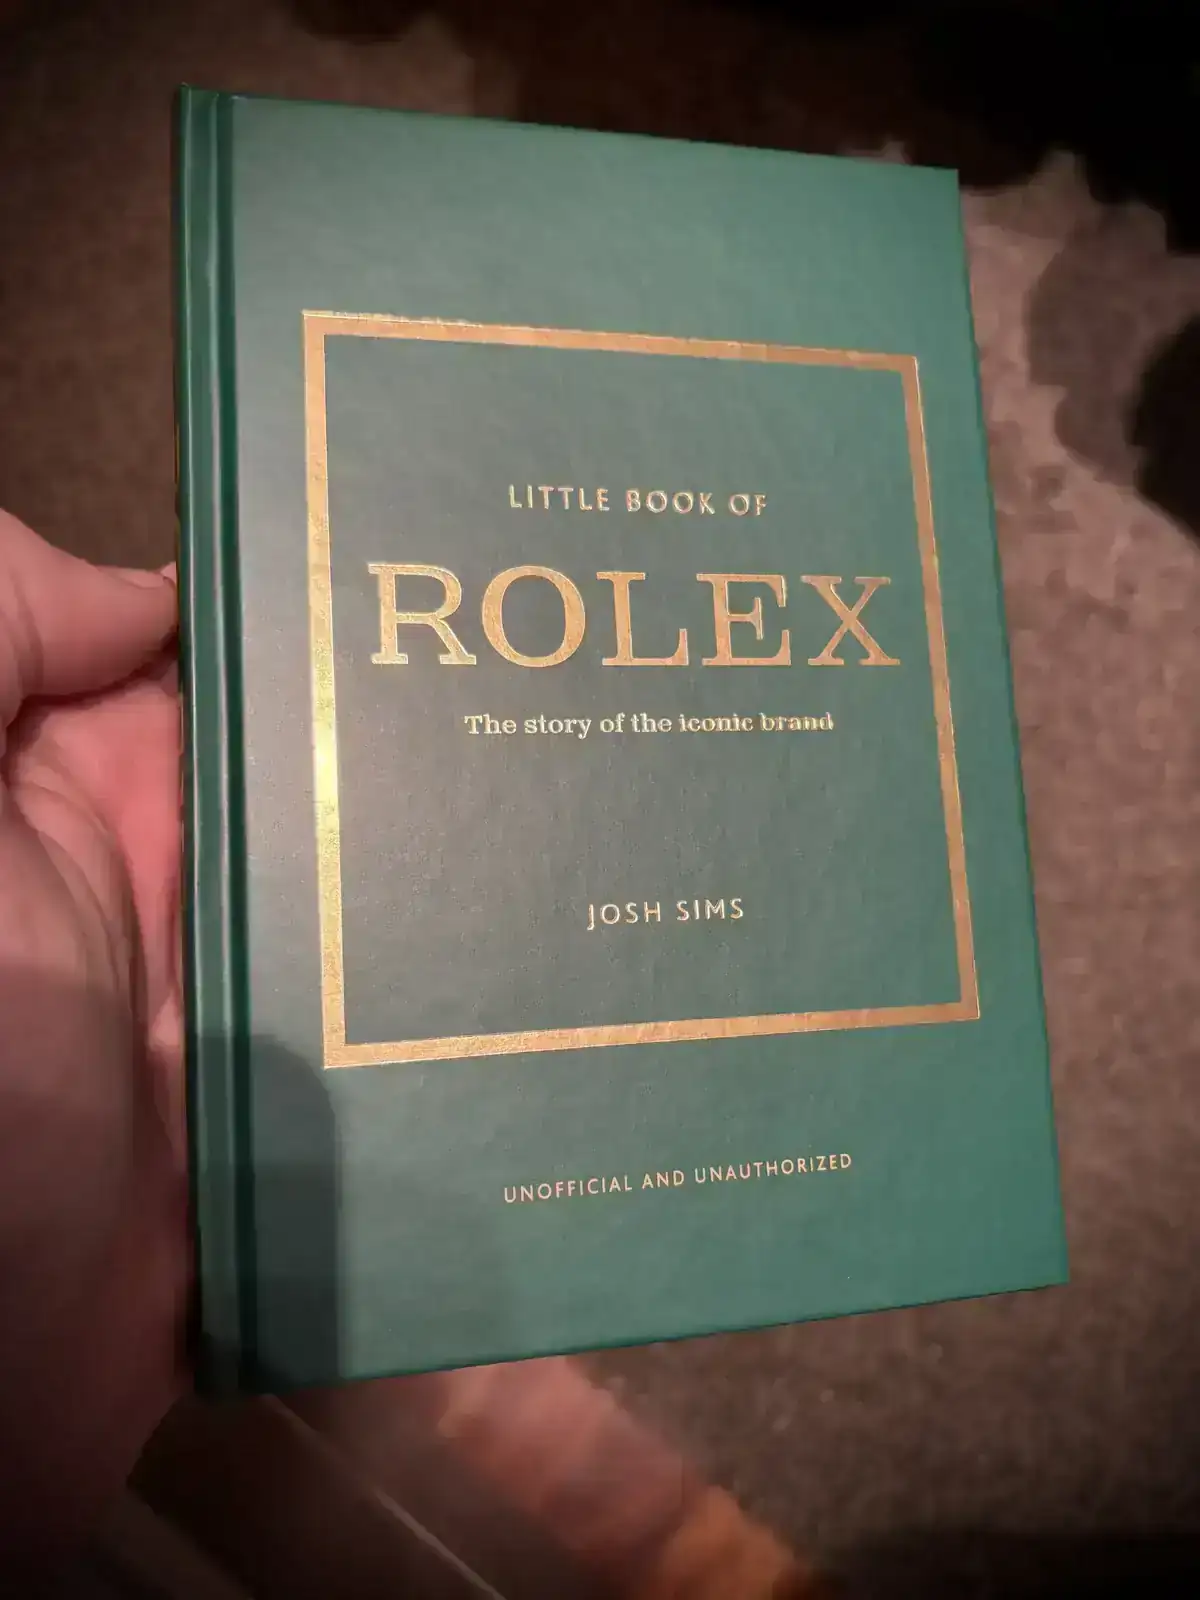 LITTLE BOOK OF
ROLEX
The story of the iconic brand
JOSH SIMS
UNOFFICIAL AND UNAUTHORIZED